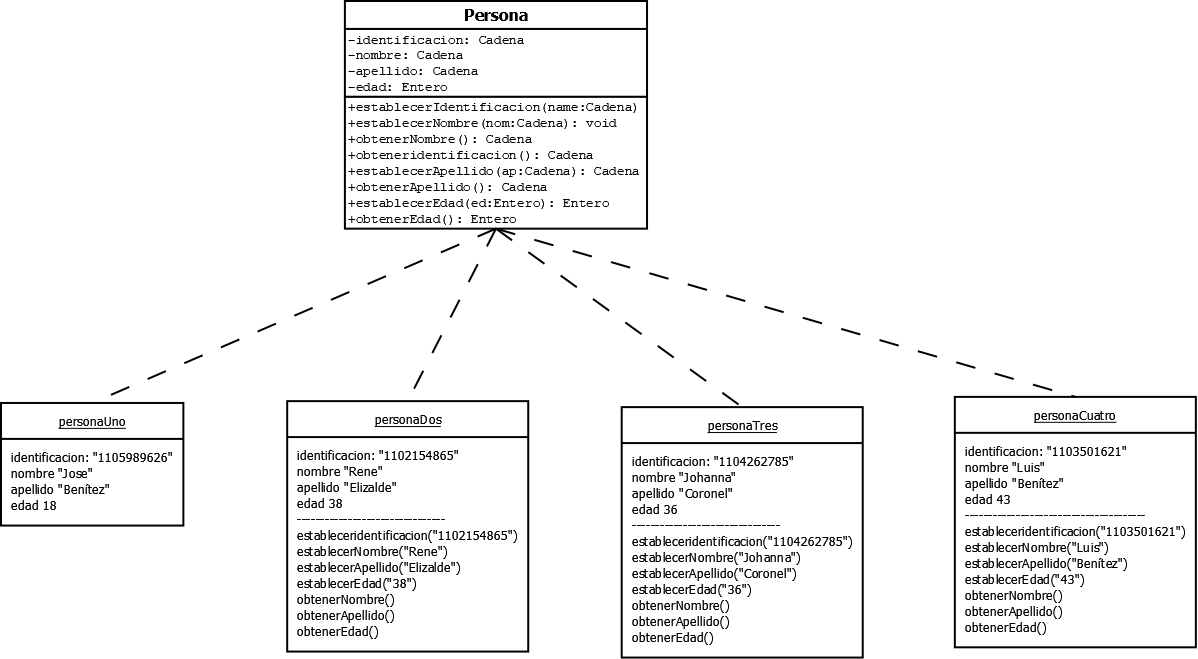 Persona
-identificacion: Cadena
-nombre: Cadena
-apellido: Cadena
-edad: Entero
+establecerIdentificacion(name:Cadena)
+establecerNombre(nom:Cadena): void
+obtenerNombre(): Cadena
+obteneridentificacion(): Cadena
+establecerApellido(ap:Cadena): Cadena
+obtenerApellido(): Cadena
+establecerEdad(ed:Entero): Entero
+obtenerEdad(): Entero
personaUno
identificacion: "1105989626"
nombre "Jose"
apellido "Benítez"
edad 18
personaDos
identificacion: "1102154865"
nombre "Rene"
apellido "Elizalde"
edad 38
--------------------------------
estableceridentificacion("1102154865")
establecerNombre("Rene")
establecerApellido("Elizalde")
establecerEdad("38")
obtenerNombre()
obtenerApellido()
obtenerEdad()
personaTres
identificacion: "1104262785"
nombre "Johanna"
apellido "Coronel"
edad 36
--------------------------------
estableceridentificacion("1104262785")
establecerNombre("Johanna")
establecerApellido("Coronel")
establecerEdad("36")
obtenerNombre()
obtenerApellido()
obtenerEdad()
personaCuatro
identificacion: "1103501621"
nombre "Luis"
apellido "Benítez"
edad 43
---------------------------------------
estableceridentificacion("1103501621")
establecerNombre("Luis")
establecerApellido("Benítez")
establecerEdad("43")
obtenerNombre()
obtenerApellido()
obtenerEdad()